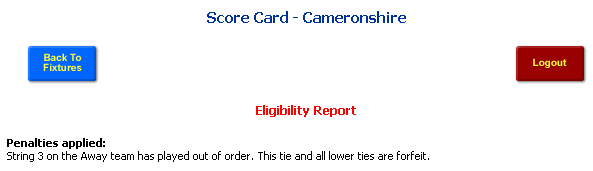 Score Card - Cameronshire
Back To
Fixtures
Logout
Eligibility Report
Penalties applied:
String 3 on the Away team has played out of order. This tie and all lower ties are forfeit.